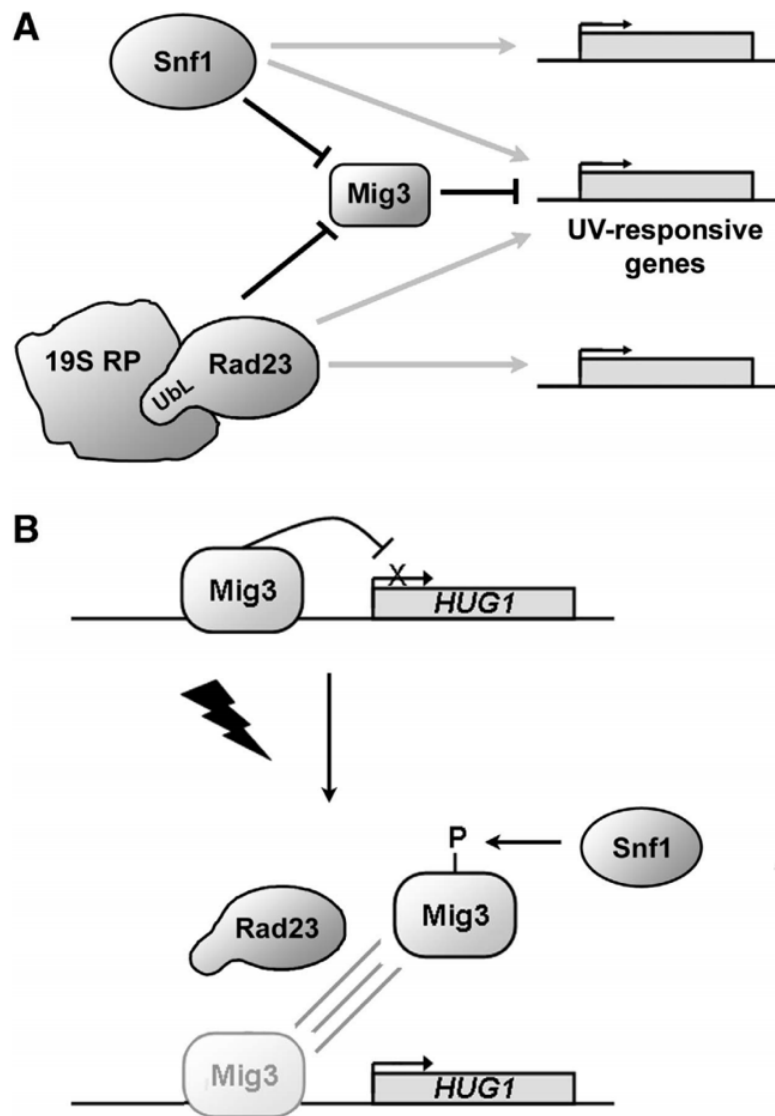 A
Snf1
Mig3
UV-responsive
genes
19S RP
UbL
Rad23
B
Mig3
X
HUG1
P
Snf1
Mig3
Rad23
Mig3
HUG1